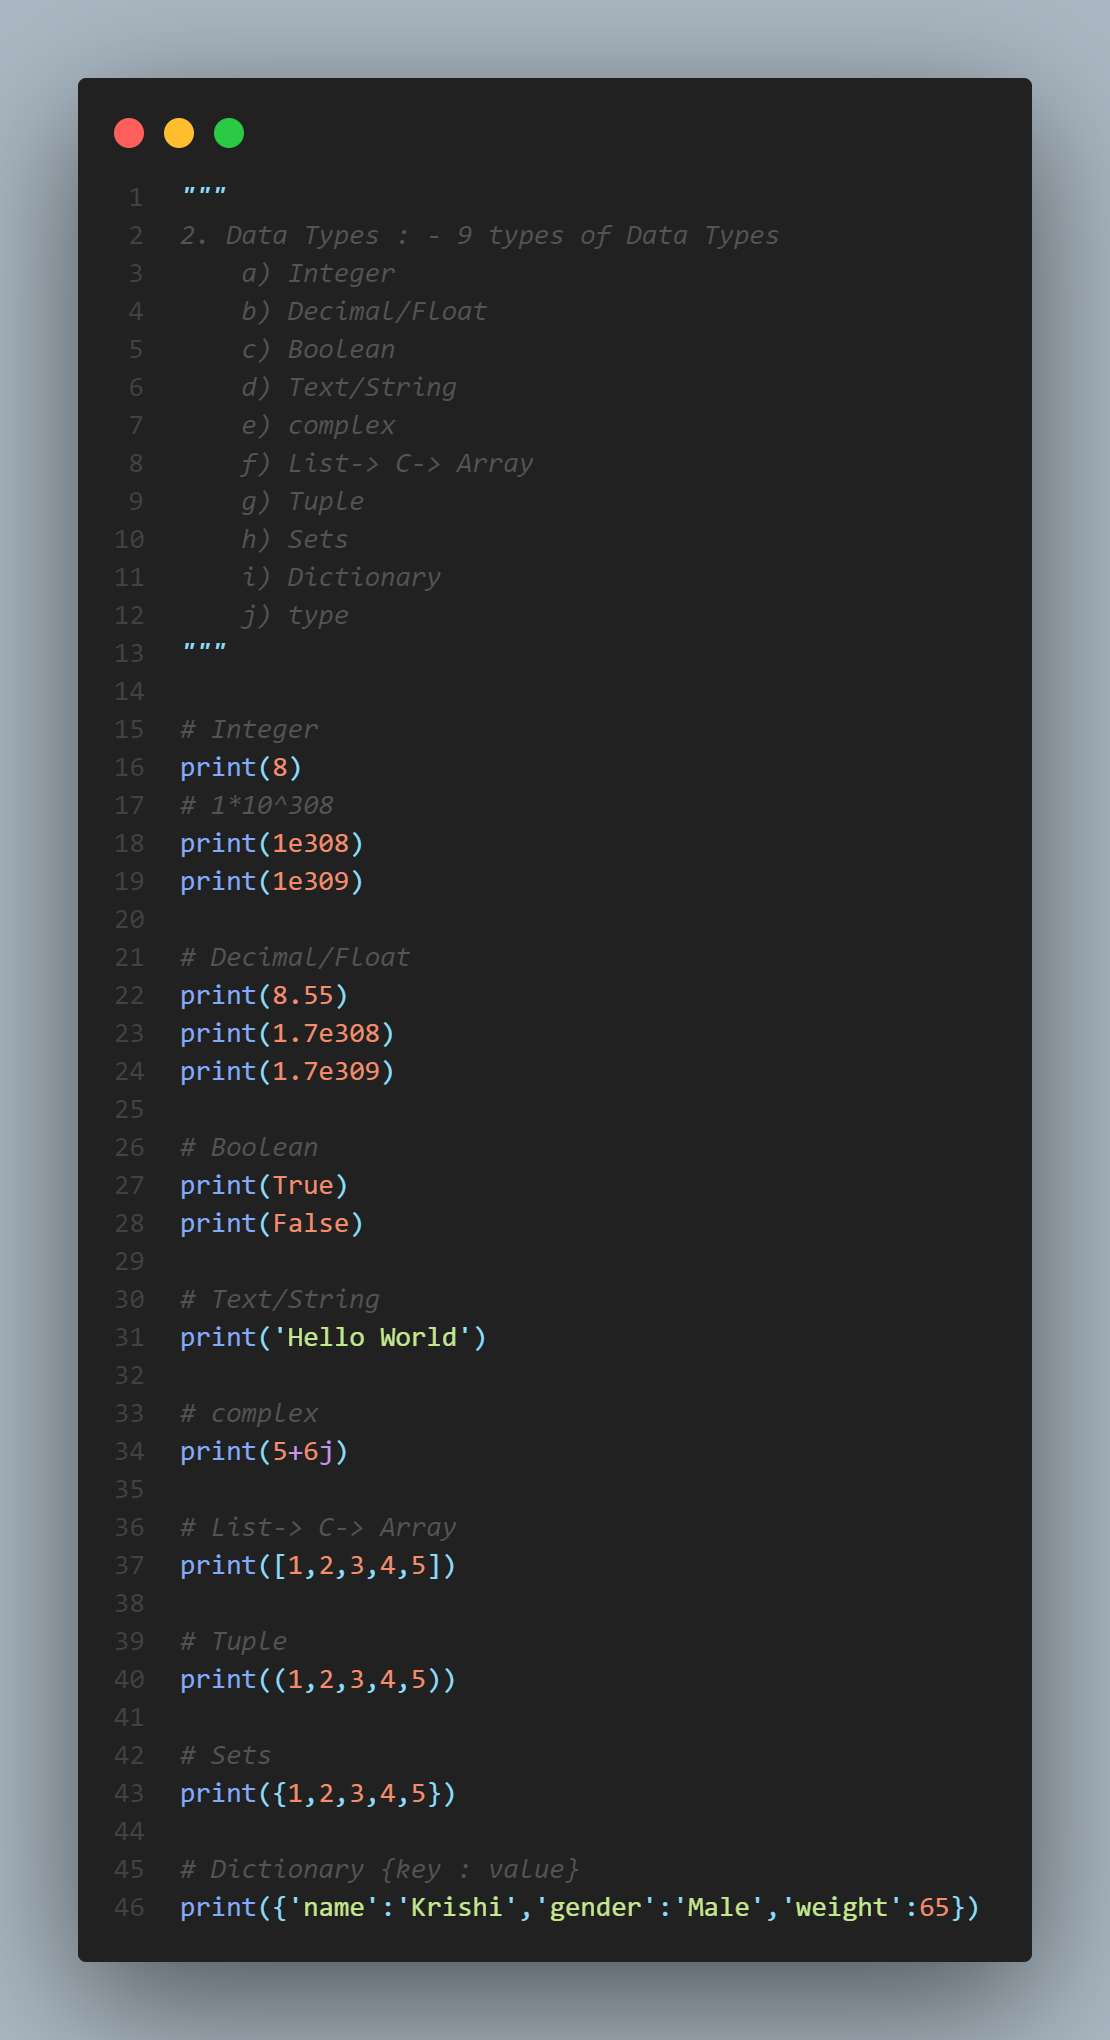 1 """
2 2. Data Types : - 9 types of Data Types
3     a) Integer
4     b) Decimal/Float
5     c) Boolean
6     d) Text/String
7     e) complex
8     f) List-> C-> Array
9     g) Tuple
10     h) Sets
11     i) Dictionary
12     j) type
13 """
14
15 # Integer
16 print(8)
17 # 1*10^308
18 print(1e308)
19 print(1e309)
20
21 # Decimal/Float
22 print(8.55)
23 print(1.7e308)
24 print(1.7e309)
25
26 # Boolean
27 print(True)
28 print(False)
29
30 # Text/String
31 print('Hello World')
32
33 # complex
34 print(5+6j)
35
36 # List-> C-> Array
37 print([1,2,3,4,5])
38
39 # Tuple
40 print((1,2,3,4,5))
41
42 # Sets
43 print({1,2,3,4,5})
44
45 # Dictionary {key : value}
46 print({'name':'Krishi','gender':'Male','weight':65})